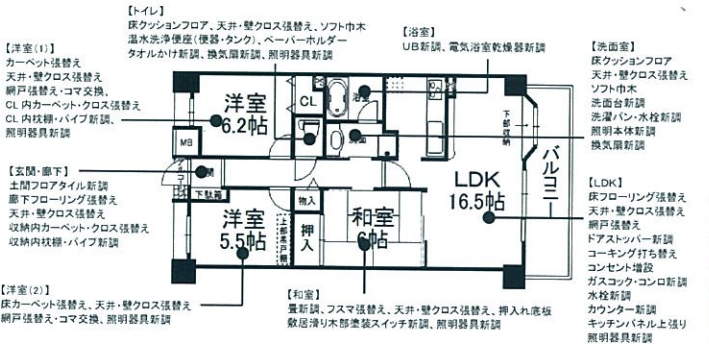 【トイレ】
床クッションフロア、天井・壁クロス張替え、ソフト巾木
温水洗浄便座(便器・タンク)、ペーパーホルダー
タオルかけ新調、換気扇新調、照明器具新調
【浴室】
UB新調、電気浴室乾燥器新調
【洗面室】
床クッションフロア
天井・壁クロス張替え
ソフト巾木
洗面台新調
洗濯パン・水栓新調
照明本体新調
換気扇新調
【洋室(1)】
カーペット張替え
天井・壁クロス張替え
網戸張替え・コマ交換、
CL内カーペット・クロス張替え
CL内枕棚・パイプ新調、
照明器具新調
【玄関・廊下】
土間フロアタイル新調
廊下フローリング張替え
天井・壁クロス張替え
収納内カーペット・クロス張替え
収納内枕棚・パイプ新調
【洋室(2)】
床カーペット張替え、天井・壁クロス張替え
網戸張替え・コマ交換、照明器具新調
【和室】
畳新調、フスマ張替え、天井・壁クロス張替え、押入れ底板
敷居滑り木部塗装スイッチ新調、照明器具新調
【LDK】
床フローリング張替え
天井・壁クロス張替え
網戸張替え
ドアストッパー新調
コーキング打ち替え
コンセント増設
ガスコック・コンロ新調
水栓新調
カウンター新調
キッチンパネル上張り
照明器具新調
洋室
6.2帖
CL
浴室
MB
下駄箱
洋室
5.5帖
上部吊戸棚
物入
押入
和室
6帖
LDK
16.5帖
下部収納
バルコニー